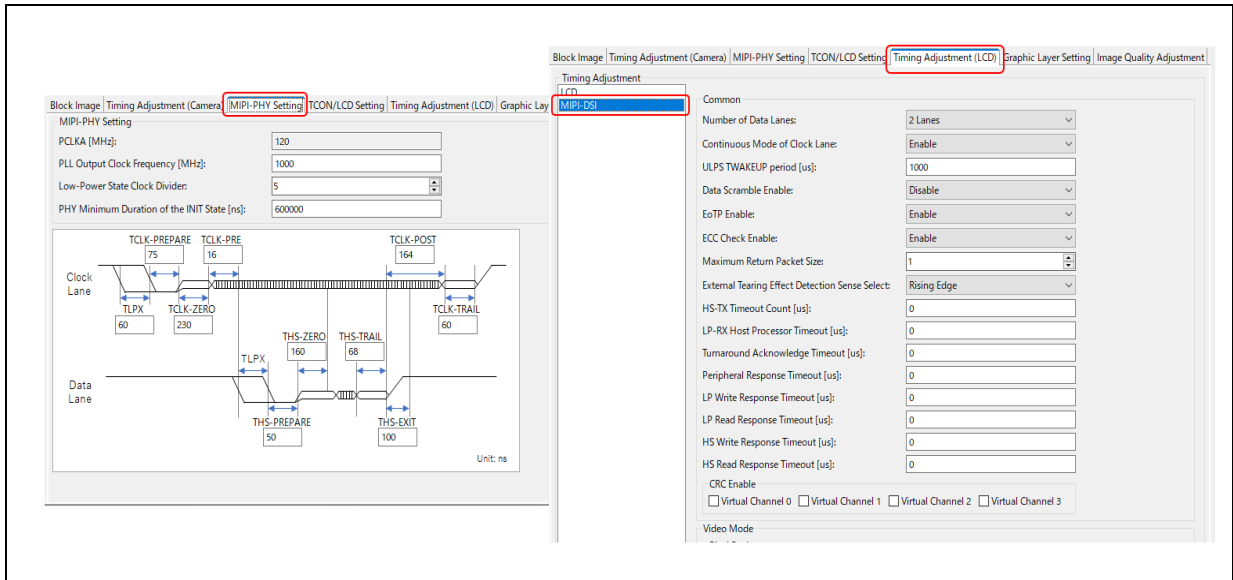 Block Image Timing Adjustment (Camera) MIPI-PHY Setting TCON/LCD Setting Timing Adjustment (LCD) Graphic Lay
MIPI-PHY Setting
PCLKA [MHz]: 120
PLL Output Clock Frequency [MHz]: 1000
Low-Power State Clock Divider: 5
PHY Minimum Duration of the INIT State [ns]: 600000
TCLK-PREPARE TCLK-PRE TCLK-POST
75 16 164
Clock
Lane
TLPX TCLK-ZERO TCLK-TRAIL
60 230 60
THS-ZERO THS-TRAIL
160 68
TLPX
Data
Lane
THS-PREPARE THS-EXIT
50 100
Unit: ns
Block Image Timing Adjustment (Camera) MIPI-PHY Setting TCON/LCD Setting Timing Adjustment (LCD) Graphic Layer Setting Image Quality Adjustment
Timing Adjustment
LCD
MIPI-DSI
Common
Number of Data Lanes: 2 Lanes
Continuous Mode of Clock Lane: Enable
ULPS TWAKEUP period [us]: 1000
Data Scramble Enable: Disable
EoTP Enable: Enable
ECC Check Enable: Enable
Maximum Return Packet Size: 1
External Tearing Effect Detection Sense Select: Rising Edge
HS-TX Timeout Count [us]: 0
LP-RX Host Processor Timeout [us]: 0
Turnaround Acknowledge Timeout [us]: 0
Peripheral Response Timeout [us]: 0
LP Write Response Timeout [us]: 0
LP Read Response Timeout [us]: 0
HS Write Response Timeout [us]: 0
HS Read Response Timeout [us]: 0
CRC Enable
Virtual Channel 0 Virtual Channel 1 Virtual Channel 2 Virtual Channel 3
Video Mode